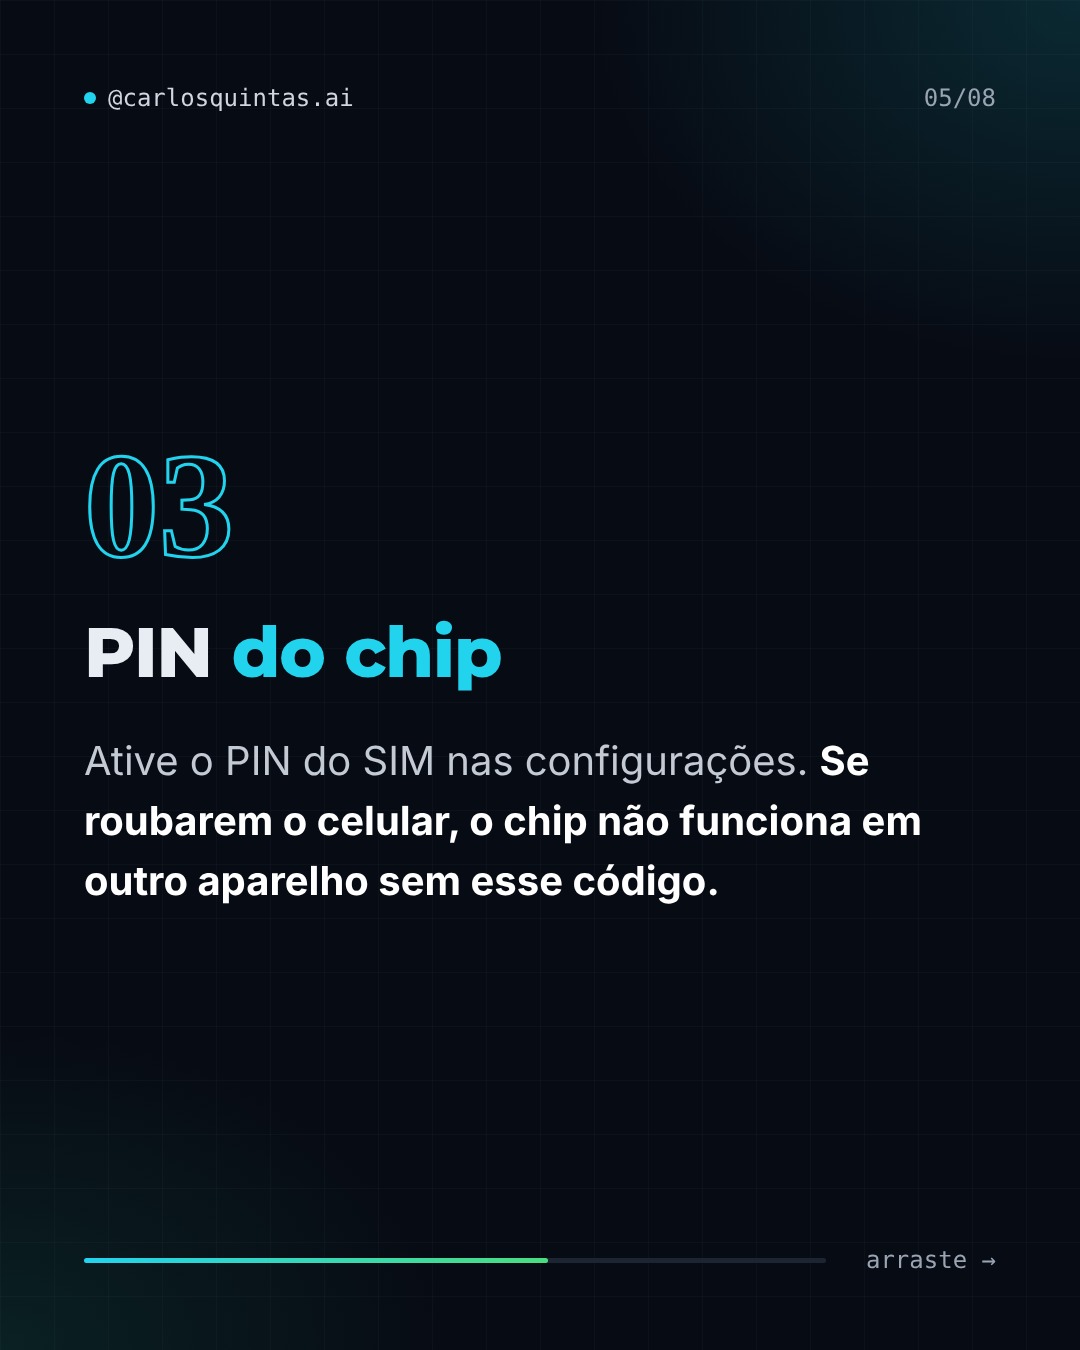 @carlosquintas.ai
05/08
03
PIN do chip
Ative o PIN do SIM nas configurações. Se
roubarem o celular, o chip não funciona em
outro aparelho sem esse código.
arraste →